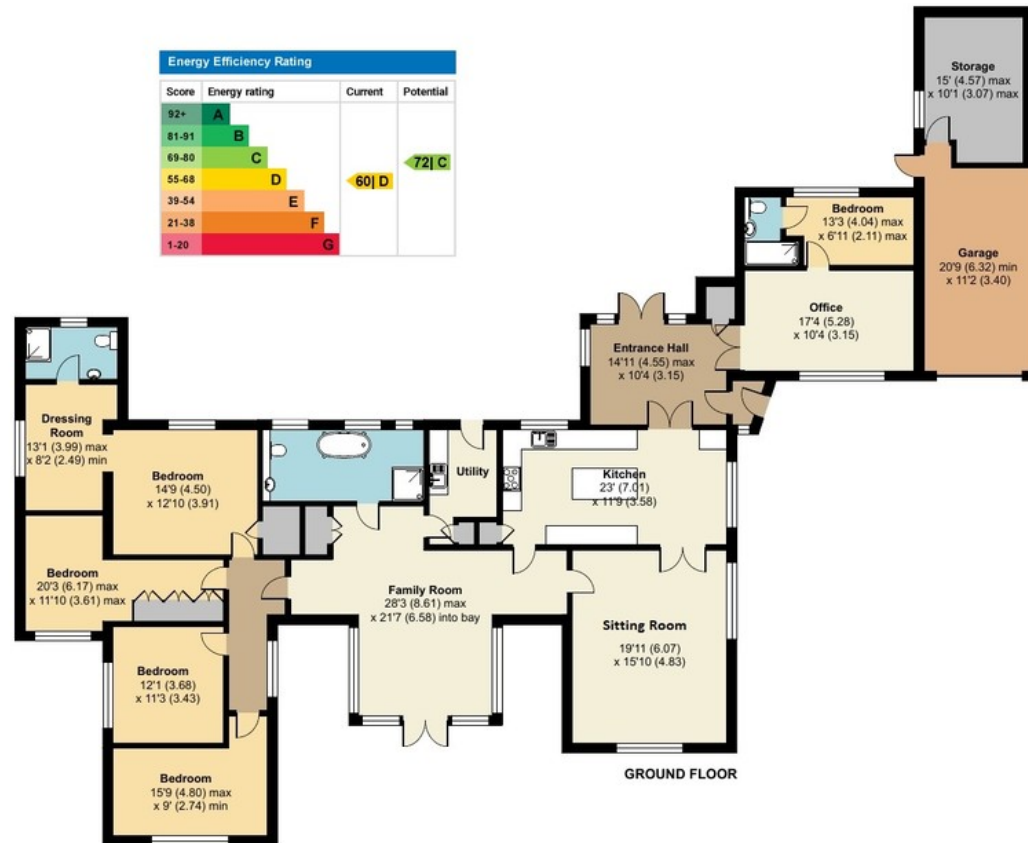 Energy Efficiency Rating
Score Energy rating Current Potential
92+ A
81-91 B
69-80 C
72| C
55-68 D
60| D
39-54 E
21-38 F
1-20 G
Storage
15' (4.57) max
x 10'1 (3.07) max
Bedroom
13'3 (4.04) max
x 6'11 (2.11) max
Garage
20'9 (6.32) min
x 11'2 (3.40)
Office
17'4 (5.28)
x 10'4 (3.15)
Entrance Hall
14'11 (4.55) max
x 10'4 (3.15)
Dressing
Room
13'1 (3.99) max
x 8'2 (2.49) min
Bedroom
14'9 (4.50)
x 12'10 (3.91)
Utility
Kitchen
23' (7.01)
x 11'9 (3.58)
Bedroom
20'3 (6.17) max
x 11'10 (3.61) max
Family Room
28'3 (8.61) max
x 21'7 (6.58) into bay
Sitting Room
19'11 (6.07)
x 15'10 (4.83)
Bedroom
12'1 (3.68)
x 11'3 (3.43)
Bedroom
15'9 (4.80) max
x 9' (2.74) min
GROUND FLOOR